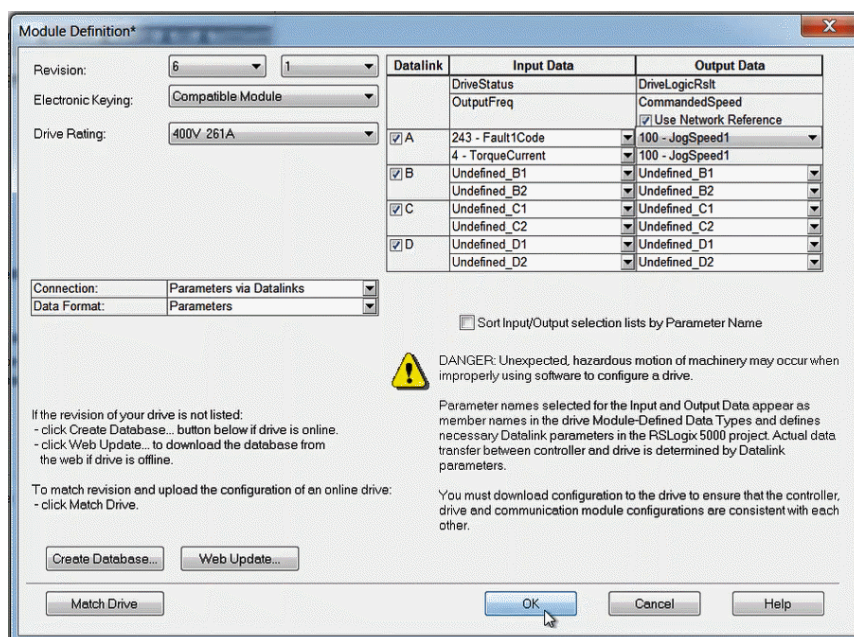 Module Definition*
Revision: 6 1
Electronic Keying: Compatible Module
Drive Rating: 400V 261A
Datalink Input Data Output Data
DriveStatus DriveLogicRslt
OutputFreq CommandedSpeed
Use Network Reference
A 243 - Fault1Code 100 - JogSpeed1
4 - TorqueCurrent 100 - JogSpeed1
B Undefined_B1 Undefined_B1
Undefined_B2 Undefined_B2
C Undefined_C1 Undefined_C1
Undefined_C2 Undefined_C2
D Undefined_D1 Undefined_D1
Undefined_D2 Undefined_D2
Connection: Parameters via Datalinks
Data Format: Parameters
Sort Input/Output selection lists by Parameter Name
DANGER: Unexpected, hazardous motion of machinery may occur when
improperly using software to configure a drive.
Parameter names selected for the Input and Output Data appear as
member names in the drive Module-Defined Data Types and defines
necessary Datalink parameters in the RSLogix 5000 project. Actual data
transfer between controller and drive is determined by Datalink
parameters.
You must download configuration to the drive to ensure that the controller,
drive and communication module configurations are consistent with each
other.
If the revision of your drive is not listed:
- click Create Database... button below if drive is online.
- click Web Update... to download the database from
the web if drive is offline.
To match revision and upload the configuration of an online drive:
- click Match Drive.
Create Database... Web Update...
Match Drive OK Cancel Help